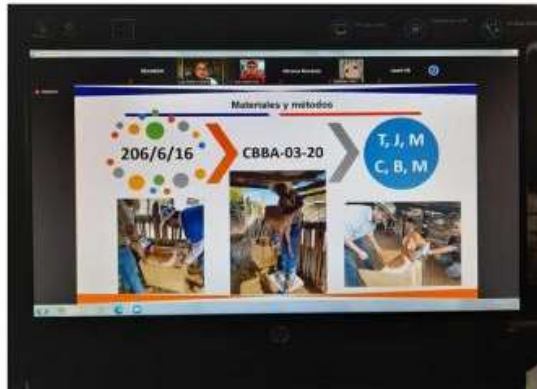 Materiales y métodos
206/6/16
CBBA-03-20
T, J, M
C, B, M